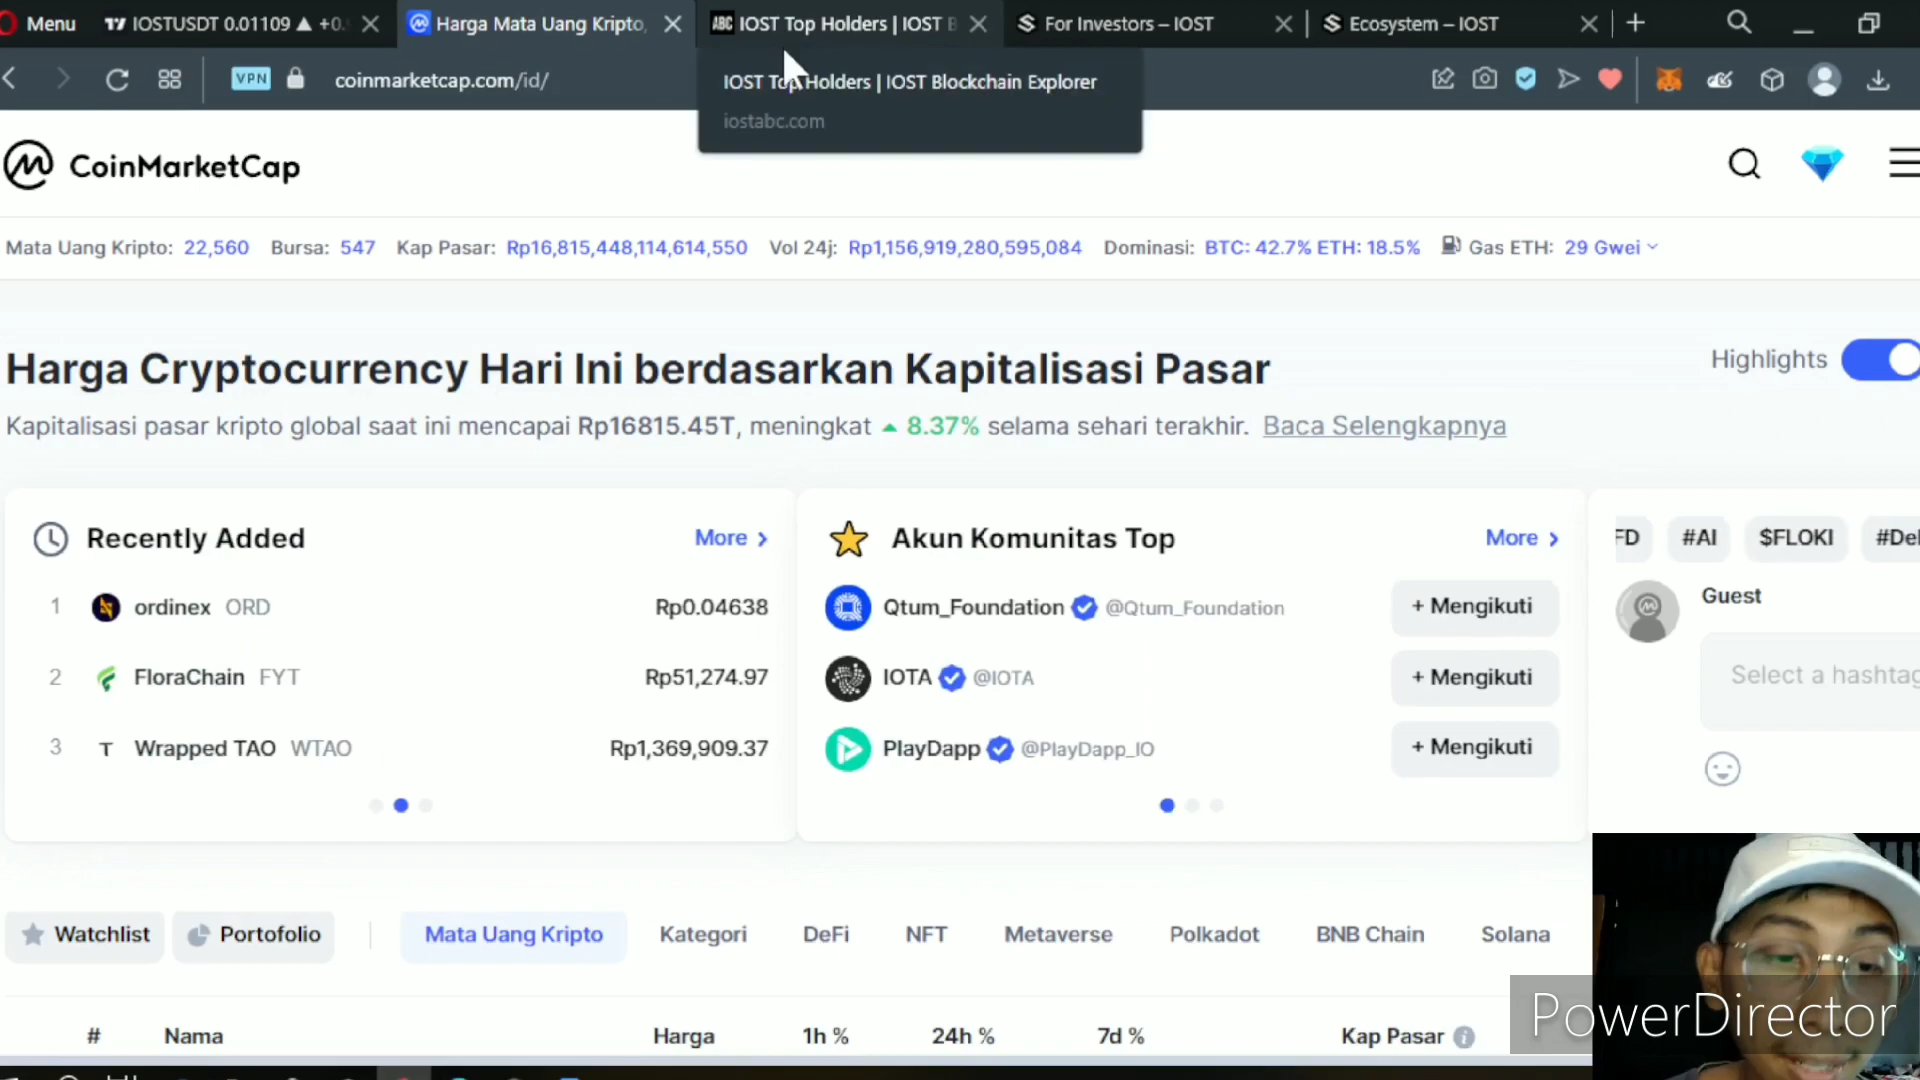 Menu
IOSTUSDT 0.01109 ▲ +0.
Harga Mata Uang Kripto,
ABC IOST Top Holders | IOST B
For Investors – IOST
Ecosystem – IOST
VPN
coinmarketcap.com/id/
IOST Top Holders | IOST Blockchain Explorer
iostabc.com
CoinMarketCap
Mata Uang Kripto: 22,560 Bursa: 547 Kap Pasar: Rp16,815,448,114,614,550 Vol 24j: Rp1,156,919,280,595,084 Dominasi: BTC: 42.7% ETH: 18.5% Gas ETH: 29 Gwei
Harga Cryptocurrency Hari Ini berdasarkan Kapitalisasi Pasar
Highlights
Kapitalisasi pasar kripto global saat ini mencapai Rp16815.45T, meningkat ▲ 8.37% selama sehari terakhir. Baca Selengkapnya
Recently Added
More >
1 ordinex ORD Rp0.04638
2 FloraChain FYT Rp51,274.97
3 T Wrapped TAO WTAO Rp1,369,909.37
Akun Komunitas Top
More >
Qtum_Foundation @Qtum_Foundation + Mengikuti
IOTA @IOTA + Mengikuti
PlayDapp @PlayDapp_IO + Mengikuti
FD #AI $FLOKI #Def
Guest
Select a hashtag
Watchlist Portofolio Mata Uang Kripto Kategori DeFi NFT Metaverse Polkadot BNB Chain Solana
# Nama Harga 1h % 24h % 7d % Kap Pasar
PowerDirector